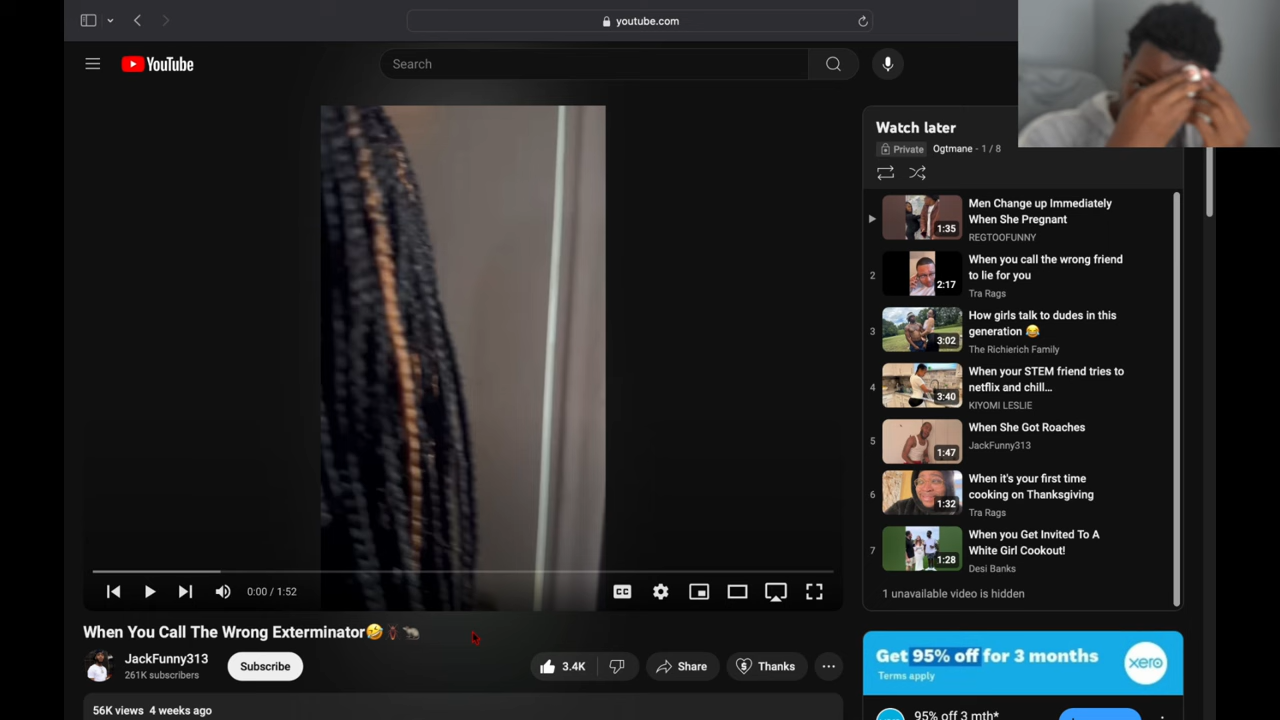 youtube.com
YouTube
Search
Watch later
Private Ogtmane - 1 / 8
Men Change up Immediately
When She Pregnant
REGTOOFUNNY
1:35
2
When you call the wrong friend
to lie for you
Tra Rags
2:17
3
How girls talk to dudes in this
generation 😂
The Richierich Family
3:02
4
When your STEM friend tries to
netflix and chill...
KIYOMI LESLIE
3:40
5
When She Got Roaches
JackFunny313
1:47
6
When it's your first time
cooking on Thanksgiving
Tra Rags
1:32
7
When you Get Invited To A
White Girl Cookout!
Desi Banks
1:28
1 unavailable video is hidden
0:00 / 1:52
CC
When You Call The Wrong Exterminator🤣🪳🐀
JackFunny313
261K subscribers
Subscribe
3.4K
Share
Thanks
56K views 4 weeks ago
Get 95% off for 3 months
Terms apply
xero
95% off 3 mth*